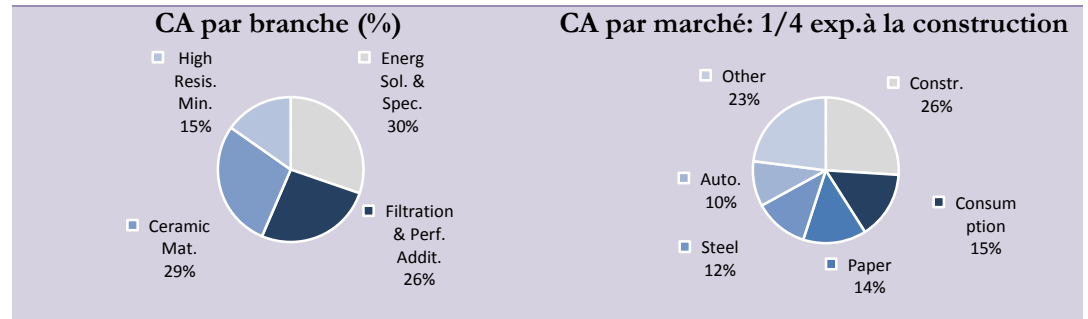 CA par branche (%)
High
Resis.
Min.
15%
Energ
Sol. &
Spec.
30%
Ceramic
Mat.
29%
Filtration
& Perf.
Addit.
26%
CA par marché: 1/4 exp.à la construction
Other
23%
Constr.
26%
Auto.
10%
Consum
ption
15%
Steel
12%
Paper
14%